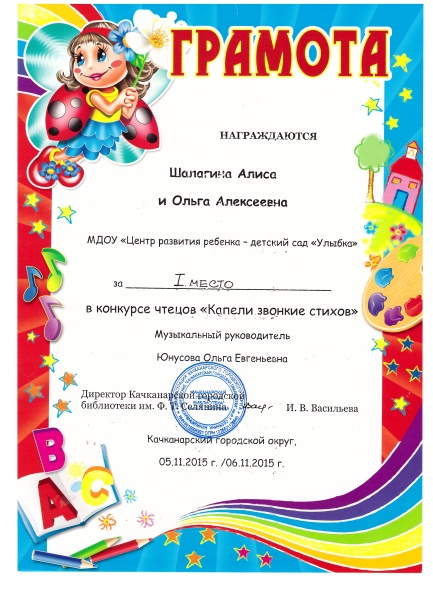 ГРАМОТА
НАГРАЖДАЮТСЯ
Шалагина Алиса
и Ольга Алексеевна
МДОУ «Центр развития ребенка – детский сад «Улыбка»
за I место
в конкурсе чтецов «Капели звонкие стихов»
Музыкальный руководитель
Юнусова Ольга Евгеньевна
Директор Качканарской городской
библиотеки им. Ф. Т. Селянина И. В. Васильева
Качканарский городской округ,
05.11.2015 г. /06.11.2015 г.
В
А
С